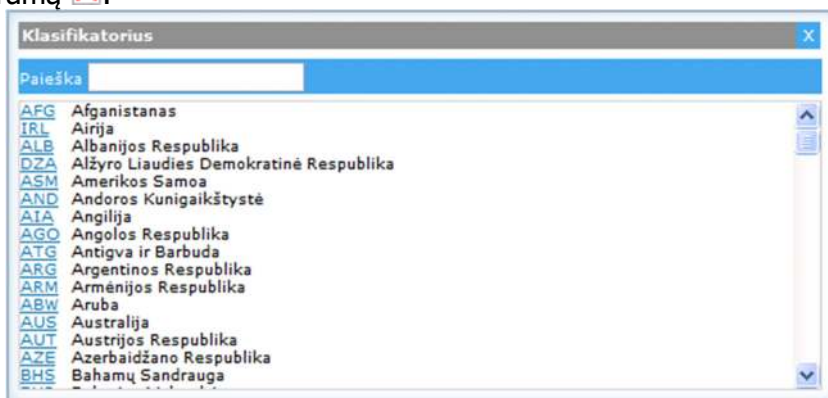 Klasifikatorius X
Paieška
AFG Afganistanas
IRL Airija
ALB Albanijos Respublika
DZA Alžyro Liaudies Demokratinė Respublika
ASM Amerikos Samoa
AND Andoros Kunigaikštystė
AIA Angilija
AGO Angolos Respublika
ATG Antigva ir Barbuda
ARG Argentinos Respublika
ARM Armėnijos Respublika
ABW Aruba
AUS Australija
AUT Austrijos Respublika
AZE Azerbaidžano Respublika
BHS Bahamų Sandrauga